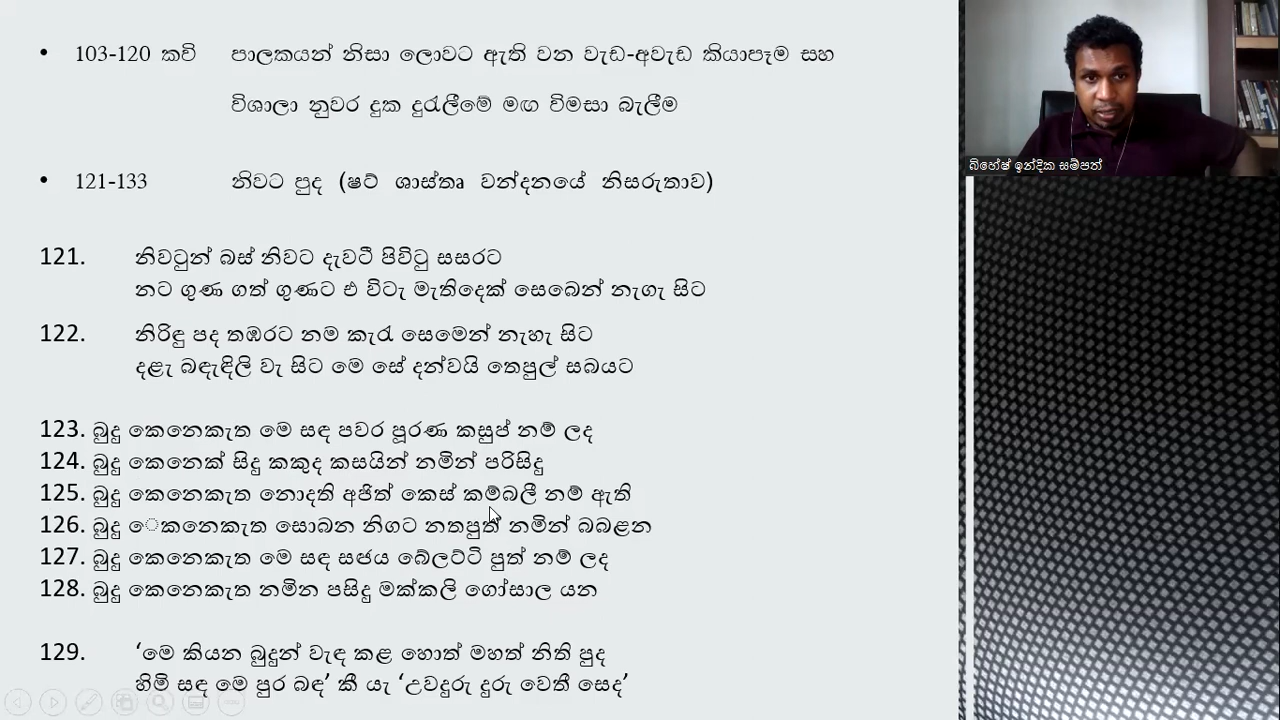 • 103-120 කවි පාලකයන් නිසා ලොවට ඇති වන වැඩ-අවැඩ කියාපෑම සහ
විශාලා නුවර දුක දුරැලීමේ මඟ විමසා බැලීම
• 121-133 නිවට පුද (ෂට් ශාස්තෘ වන්දනයේ නිසරුතාව)
121. නිවටුන් බස් නිවට දැවටී පිවිටු සසරට
නට ගුණ ගත් ගුණට එ විටැ මැතිදෙක් සෙබෙන් නැගැ සිට
122. නිරිඳු පද තඹරට නම කැරැ සෙමෙන් නැහැ සිට
දළැ බඳැඳිලි වැ සිට මෙ සේ දන්වයි තෙපුල් සබයට
123. බුදු කෙනෙකැත මෙ සඳ පවර පූරණ කසුප් නම් ලද
124. බුදු කෙනෙක් සිදු කකුද කසයින් නමින් පරිසිදු
125. බුදු කෙනෙකැත නොදති අජිත් කෙස් කම්බලී නම් ඇති
126. බුදු ෙකනෙකැත සොබන නිගට නතපුත් නමින් බබළන
127. බුදු කෙනෙකැත මෙ සඳ සඡය බේලට්ටි පුත් නම් ලද
128. බුදු කෙනෙකැත නමින පසිදු මක්කලි ගෝසාල යන
129. ‘මෙ කියන බුදුන් වැඳ කළ හොත් මහත් නිති පුද
හිමි සඳ මෙ පුර බඳ’ කී යැ ‘උවදුරු දුරු වෙතී සෙද’
බිහේෂ් ඉන්දික සම්පත්